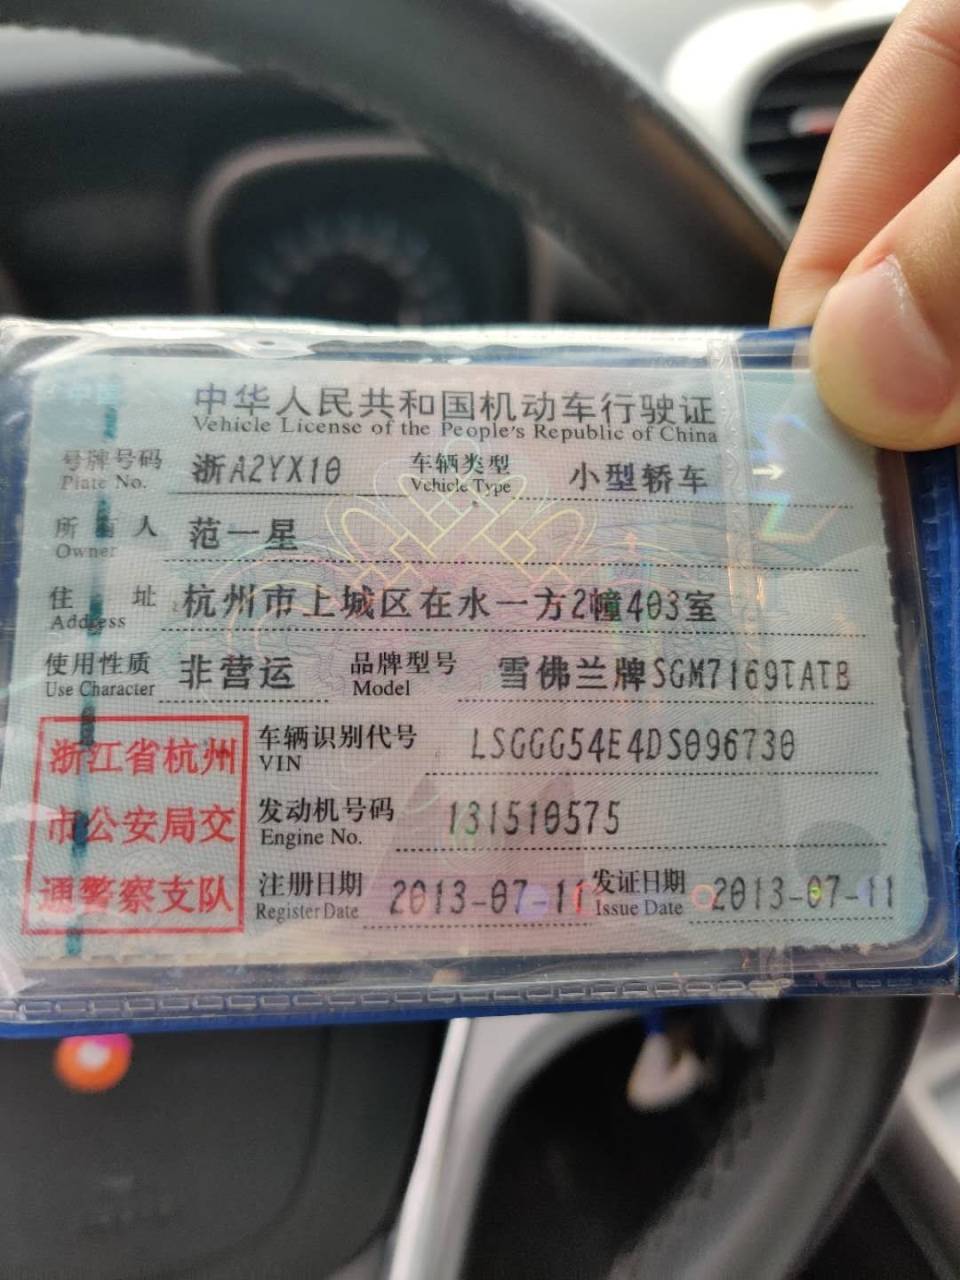 中华人民共和国机动车行驶证
Vehicle License of the People's Republic of China
号牌号码 浙A2YX10 车辆类型 小型轿车
Plate No. Vehicle Type
所有人 范一星
Owner
住址 杭州市上城区在水一方2幢403室
Address
使用性质 非营运 品牌型号 雪佛兰牌SGM7169TATB
Use Character Model
车辆识别代号 LSGGG54E4DS096730
VIN
发动机号码 131510575
Engine No.
注册日期 2013-07-11 发证日期 2013-07-11
Register Date Issue Date
浙江省杭州
市公安局交
通警察支队